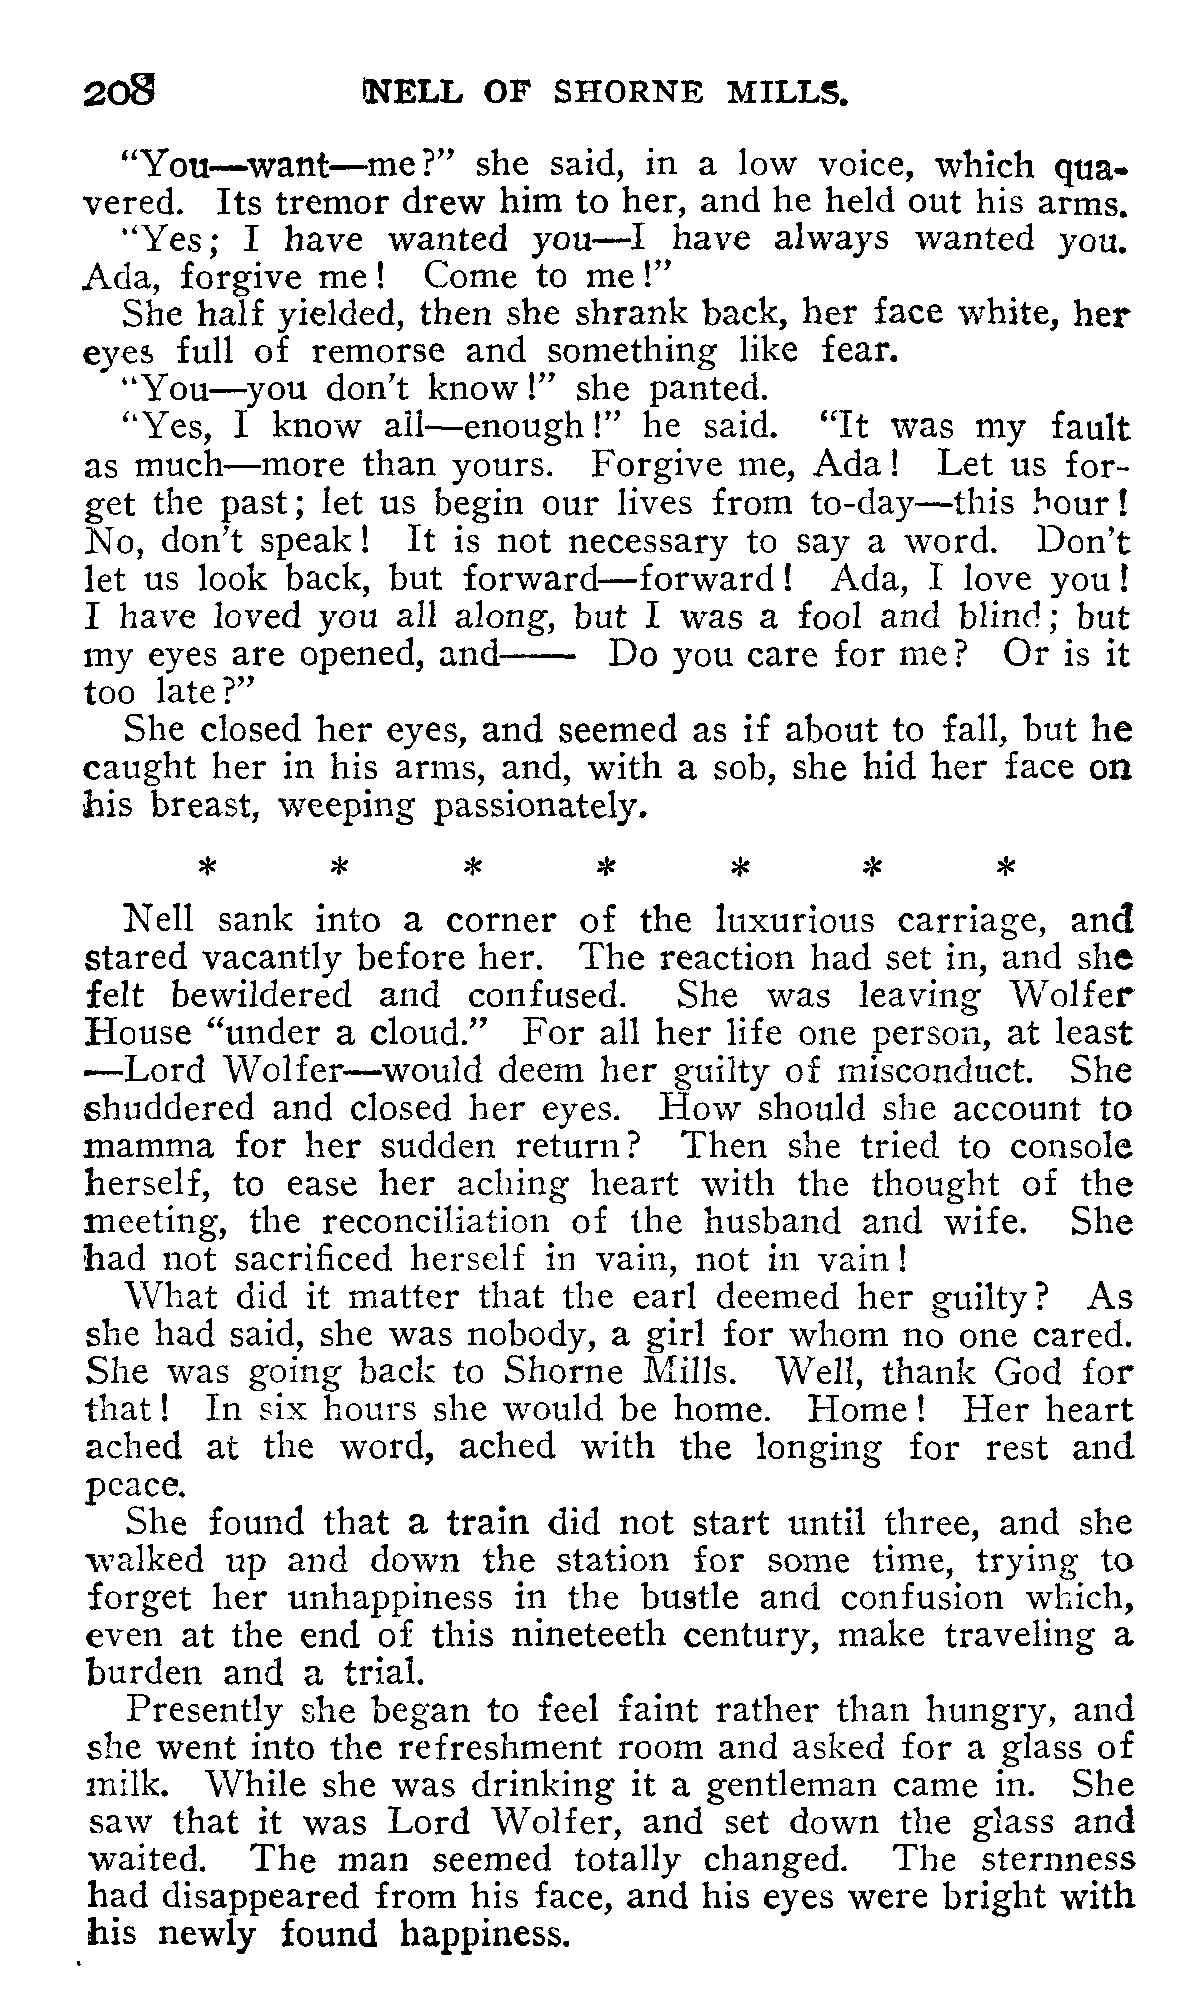 208 NELL OF SHORNE MILLS.
"You—want—me?" she said, in a low voice, which qua-
vered. Its tremor drew him to her, and he held out his arms.
"Yes; I have wanted you—I have always wanted you.
Ada, forgive me! Come to me!"
She half yielded, then she shrank back, her face white, her
eyes full of remorse and something like fear.
"You—you don't know!" she panted.
"Yes, I know all—enough!" he said. "It was my fault
as much—more than yours. Forgive me, Ada! Let us for-
get the past; let us begin our lives from to-day—this hour!
No, don't speak! It is not necessary to say a word. Don't
let us look back, but forward—forward! Ada, I love you!
I have loved you all along, but I was a fool and blind; but
my eyes are opened, and—— Do you care for me? Or is it
too late?"
She closed her eyes, and seemed as if about to fall, but he
caught her in his arms, and, with a sob, she hid her face on
his breast, weeping passionately.
* * * * * * *
Nell sank into a corner of the luxurious carriage, and
stared vacantly before her. The reaction had set in, and she
felt bewildered and confused. She was leaving Wolfer
House "under a cloud." For all her life one person, at least
—Lord Wolfer—would deem her guilty of misconduct. She
shuddered and closed her eyes. How should she account to
mamma for her sudden return? Then she tried to console
herself, to ease her aching heart with the thought of the
meeting, the reconciliation of the husband and wife. She
had not sacrificed herself in vain, not in vain!
What did it matter that the earl deemed her guilty? As
she had said, she was nobody, a girl for whom no one cared.
She was going back to Shorne Mills. Well, thank God for
that! In six hours she would be home. Home! Her heart
ached at the word, ached with the longing for rest and
peace.
She found that a train did not start until three, and she
walked up and down the station for some time, trying to
forget her unhappiness in the bustle and confusion which,
even at the end of this nineteeth century, make traveling a
burden and a trial.
Presently she began to feel faint rather than hungry, and
she went into the refreshment room and asked for a glass of
milk. While she was drinking it a gentleman came in. She
saw that it was Lord Wolfer, and set down the glass and
waited. The man seemed totally changed. The sternness
had disappeared from his face, and his eyes were bright with
his newly found happiness.